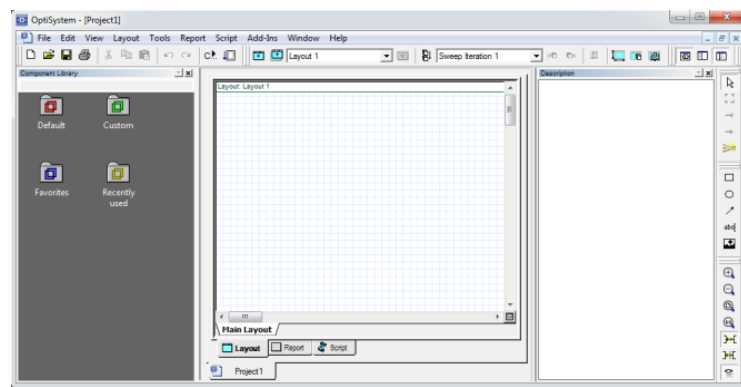 OptiSystem - [Project1]
File Edit View Layout Tools Report Script Add-Ins Window Help
Layout 1
Sweep Iteration 1
Component Library
Description
Layout: Layout 1
Default
Custom
Favorites
Recently
used
abc
Main Layout
Layout Report Script
Project1